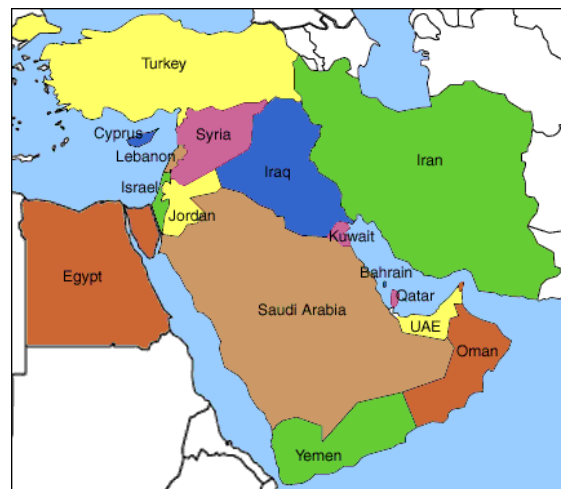 Turkey
Cyprus
Syria
Lebanon
Iraq
Iran
Israel
Jordan
Kuwait
Egypt
Bahrain
Qatar
Saudi Arabia
UAE
Oman
Yemen